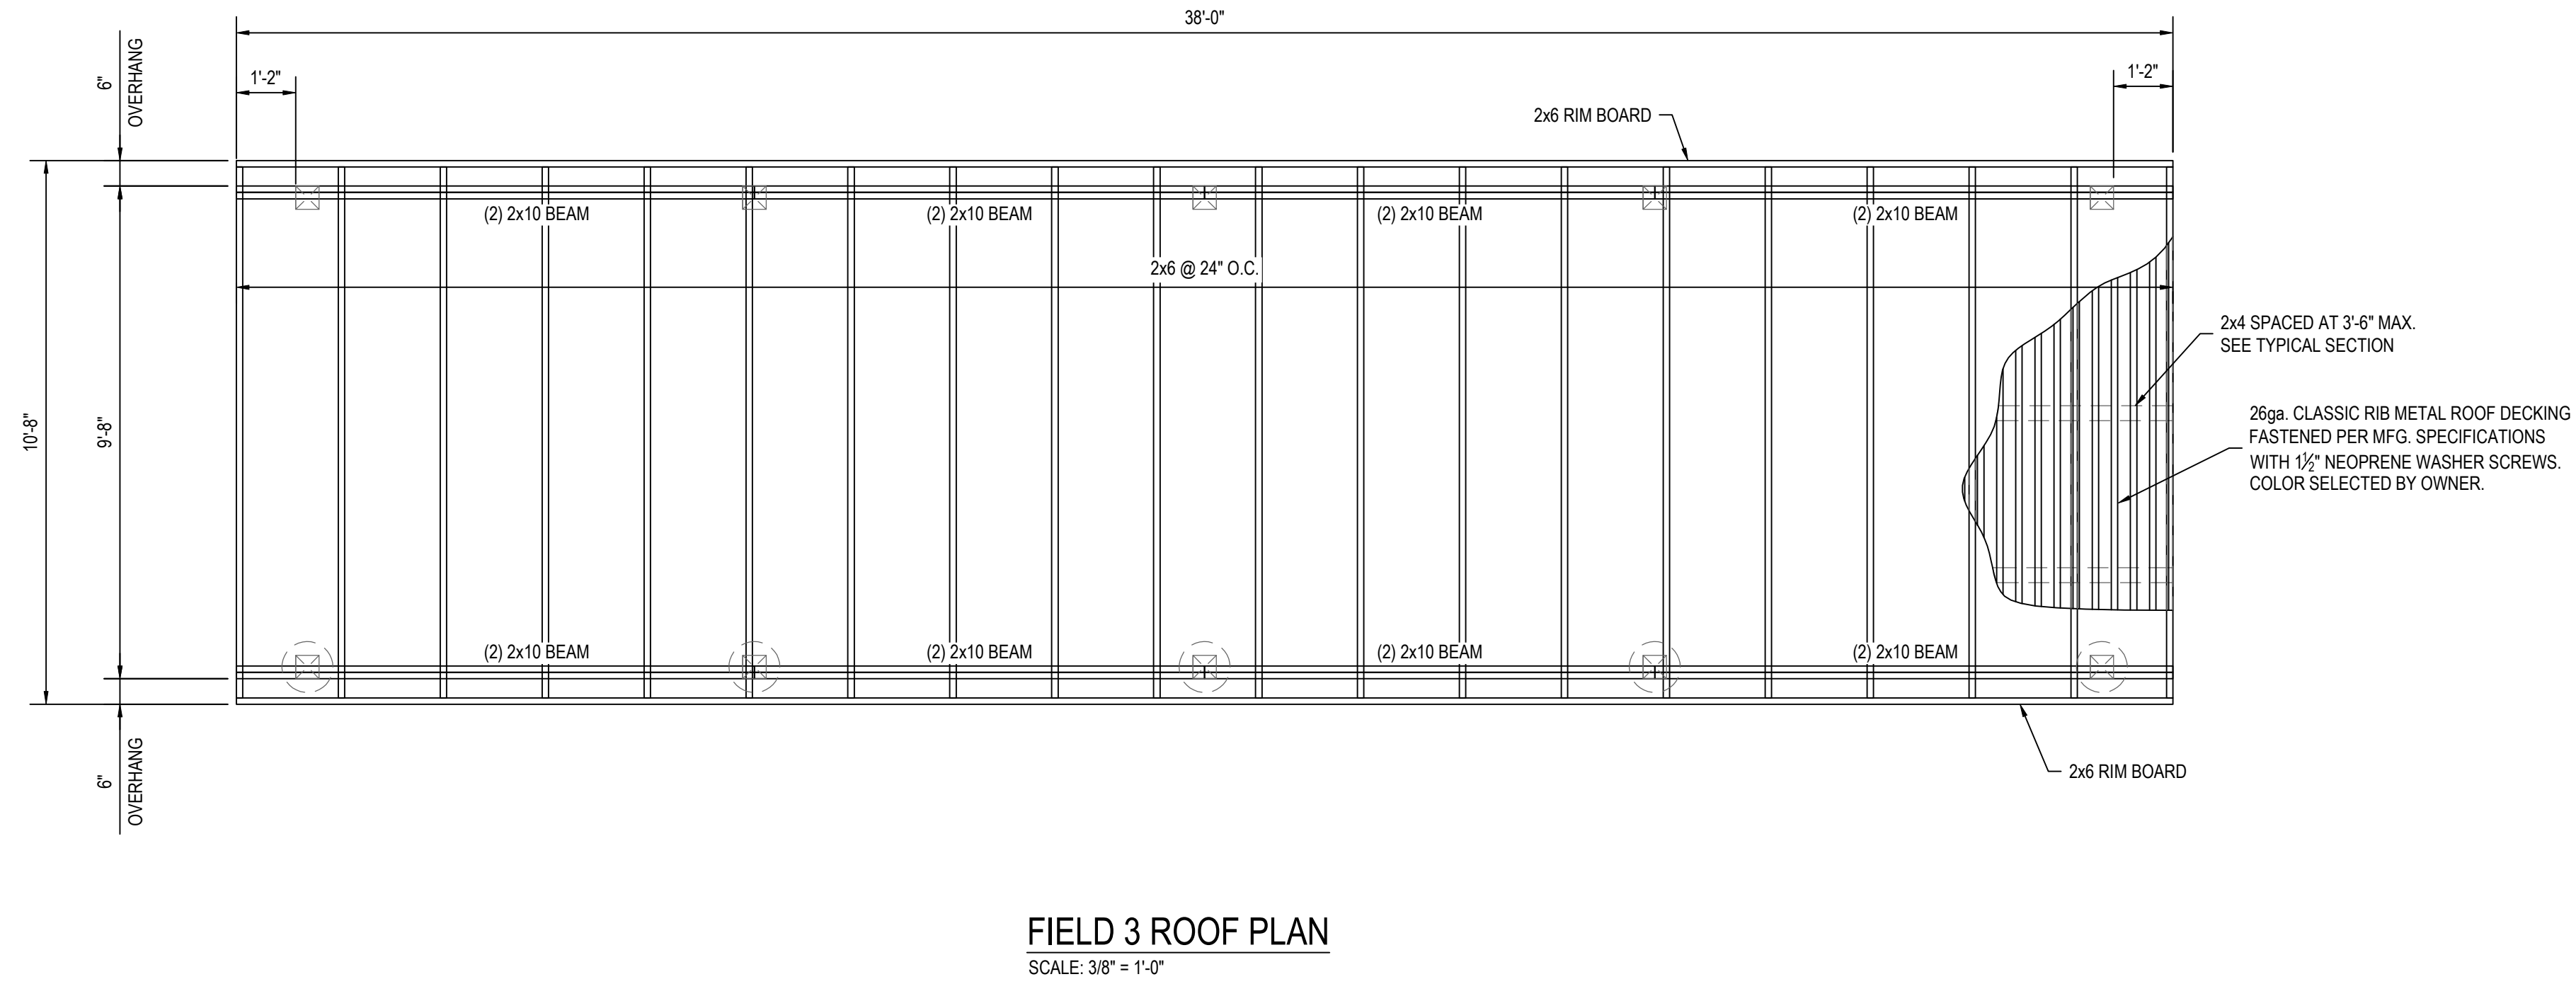 38'-0"
6"
OVERHANG
1'-2"
1'-2"
2x6 RIM BOARD
(2) 2x10 BEAM
(2) 2x10 BEAM
(2) 2x10 BEAM
(2) 2x10 BEAM
2x6 @ 24" O.C.
2x4 SPACED AT 3'-6" MAX.
SEE TYPICAL SECTION
10'-8"
9'-8"
26ga. CLASSIC RIB METAL ROOF DECKING
FASTENED PER MFG. SPECIFICATIONS
WITH 1½" NEOPRENE WASHER SCREWS.
COLOR SELECTED BY OWNER.
(2) 2x10 BEAM
(2) 2x10 BEAM
(2) 2x10 BEAM
(2) 2x10 BEAM
6"
OVERHANG
2x6 RIM BOARD
FIELD 3 ROOF PLAN
SCALE: 3/8" = 1'-0"